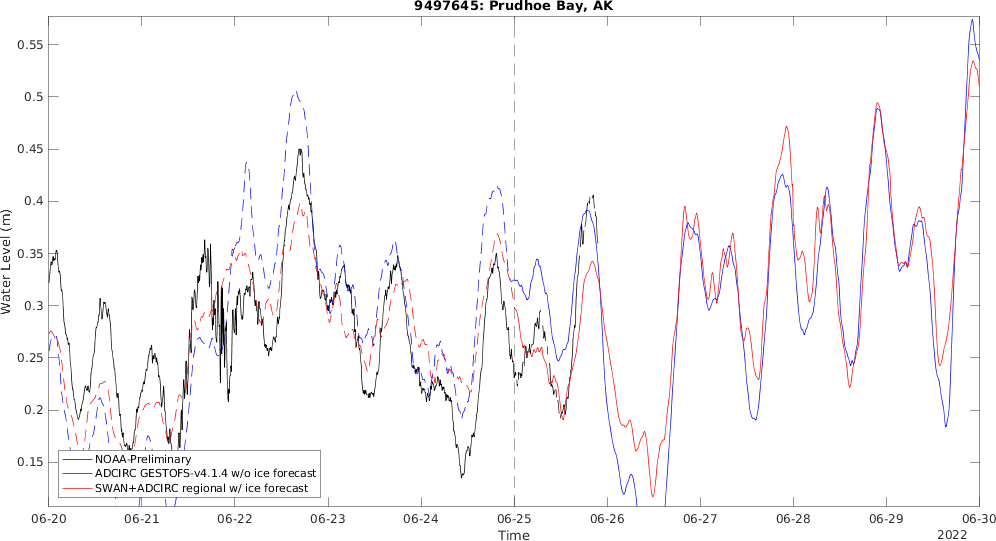 9497645: Prudhoe Bay, AK
Water Level (m)
0.55
0.5
0.45
0.4
0.35
0.3
0.25
0.2
0.15
NOAA-Preliminary
ADCIRC GESTOFS-v4.1.4 w/o ice forecast
SWAN+ADCIRC regional w/ ice forecast
06-20 06-21 06-22 06-23 06-24 06-25 06-26 06-27 06-28 06-29 06-30
Time
2022